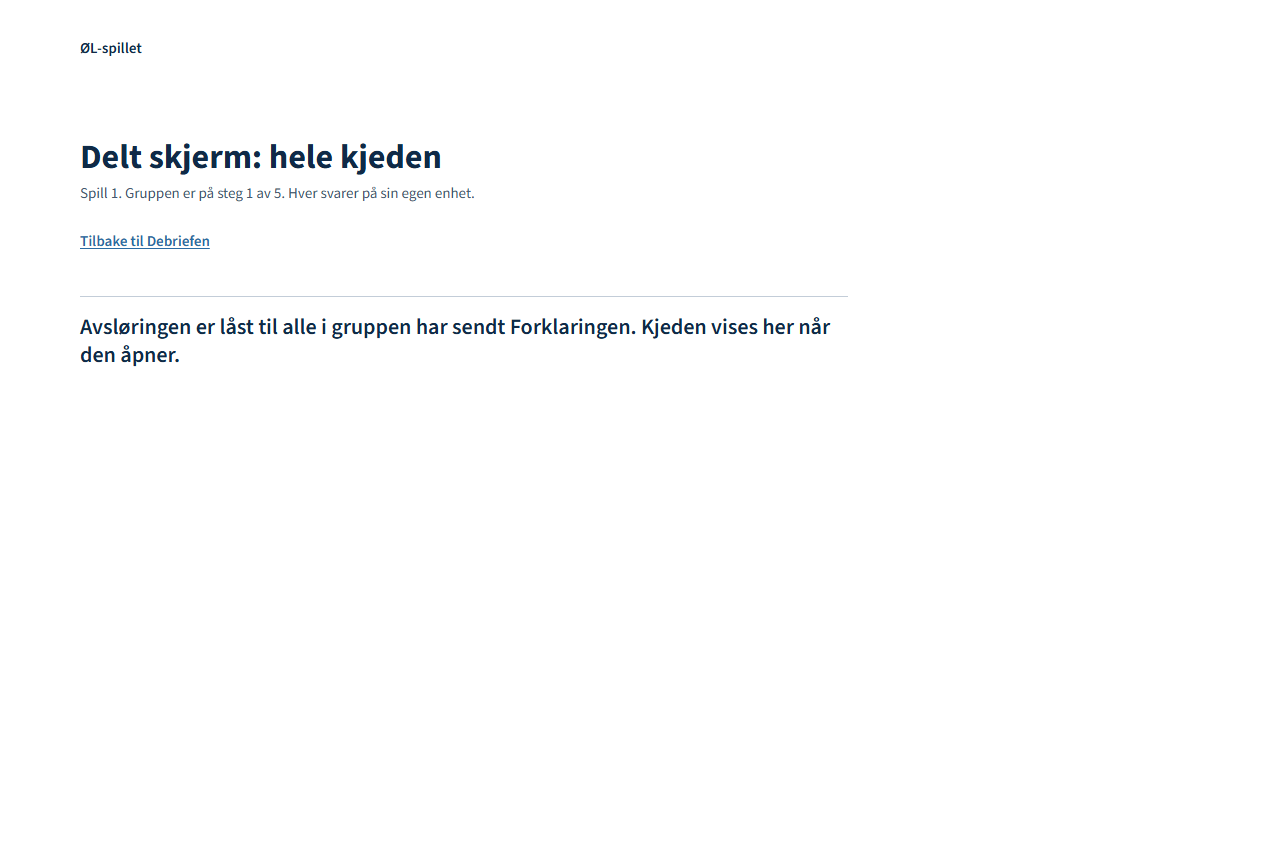 ØL-spillet
Delt skjerm: hele kjeden
Spill 1. Gruppen er på steg 1 av 5. Hver svarer på sin egen enhet.
Tilbake til Debriefen
Avsløringen er låst til alle i gruppen har sendt Forklaringen. Kjeden vises her når
den åpner.